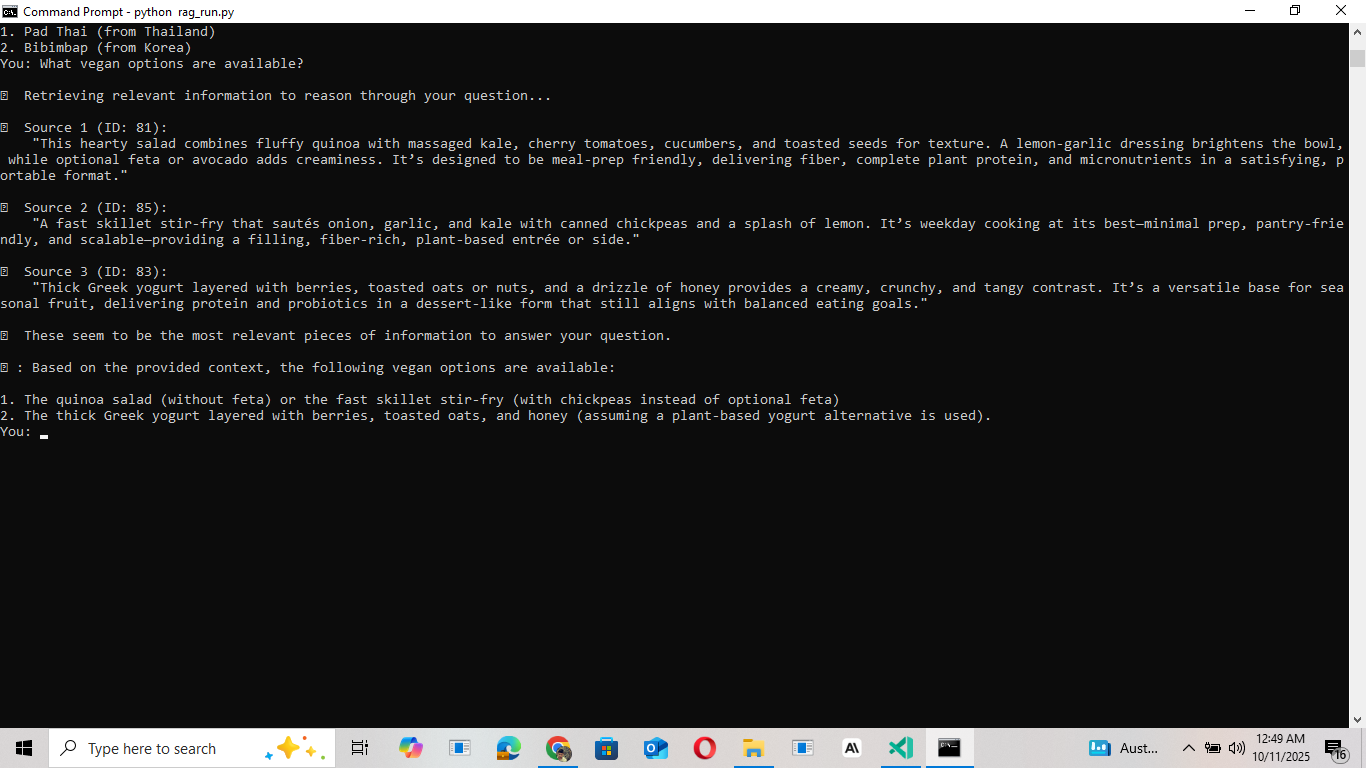 Command Prompt - python  rag_run.py
1. Pad Thai (from Thailand)
2. Bibimbap (from Korea)
You: What vegan options are available?
Retrieving relevant information to reason through your question...
Source 1 (ID: 81):
"This hearty salad combines fluffy quinoa with massaged kale, cherry tomatoes, cucumbers, and toasted seeds for texture. A lemon-garlic dressing brightens the bowl,
while optional feta or avocado adds creaminess. It’s designed to be meal-prep friendly, delivering fiber, complete plant protein, and micronutrients in a satisfying, p
ortable format."
Source 2 (ID: 85):
"A fast skillet stir-fry that sautés onion, garlic, and kale with canned chickpeas and a splash of lemon. It’s weekday cooking at its best—minimal prep, pantry-frie
ndly, and scalable—providing a filling, fiber-rich, plant-based entrée or side."
Source 3 (ID: 83):
"Thick Greek yogurt layered with berries, toasted oats or nuts, and a drizzle of honey provides a creamy, crunchy, and tangy contrast. It’s a versatile base for sea
sonal fruit, delivering protein and probiotics in a dessert-like form that still aligns with balanced eating goals."
These seem to be the most relevant pieces of information to answer your question.
: Based on the provided context, the following vegan options are available:
1. The quinoa salad (without feta) or the fast skillet stir-fry (with chickpeas instead of optional feta)
2. The thick Greek yogurt layered with berries, toasted oats, and honey (assuming a plant-based yogurt alternative is used).
You:
Type here to search
Aust...
12:49 AM
10/11/2025
16